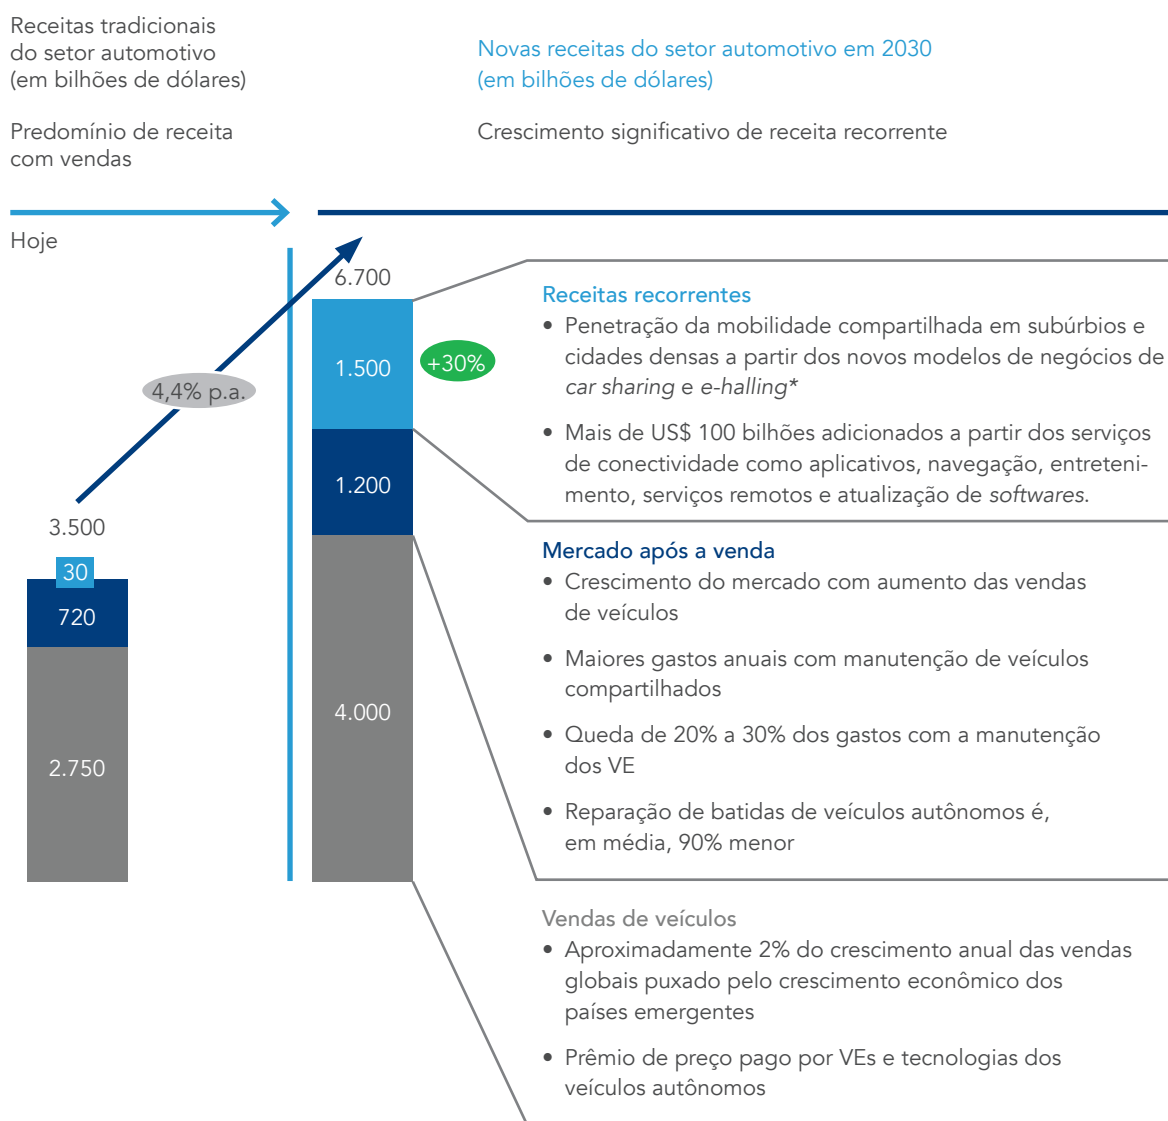 Receitas tradicionais
do setor automotivo
(em bilhões de dólares)
Predomínio de receita
com vendas
Novas receitas do setor automotivo em 2030
(em bilhões de dólares)
Crescimento significativo de receita recorrente
Hoje
4,4% p.a.
3.500
30
720
2.750
6.700
1.500
+30%
1.200
4.000
Receitas recorrentes
• Penetração da mobilidade compartilhada em subúrbios e
cidades densas a partir dos novos modelos de negócios de
car sharing e e-halling*
• Mais de US$ 100 bilhões adicionados a partir dos serviços
de conectividade como aplicativos, navegação, entreteni-
mento, serviços remotos e atualização de softwares.
Mercado após a venda
• Crescimento do mercado com aumento das vendas
de veículos
• Maiores gastos anuais com manutenção de veículos
compartilhados
• Queda de 20% a 30% dos gastos com a manutenção
dos VE
• Reparação de batidas de veículos autônomos é,
em média, 90% menor
Vendas de veículos
• Aproximadamente 2% do crescimento anual das vendas
globais puxado pelo crescimento econômico dos
países emergentes
• Prêmio de preço pago por VEs e tecnologias dos
veículos autônomos